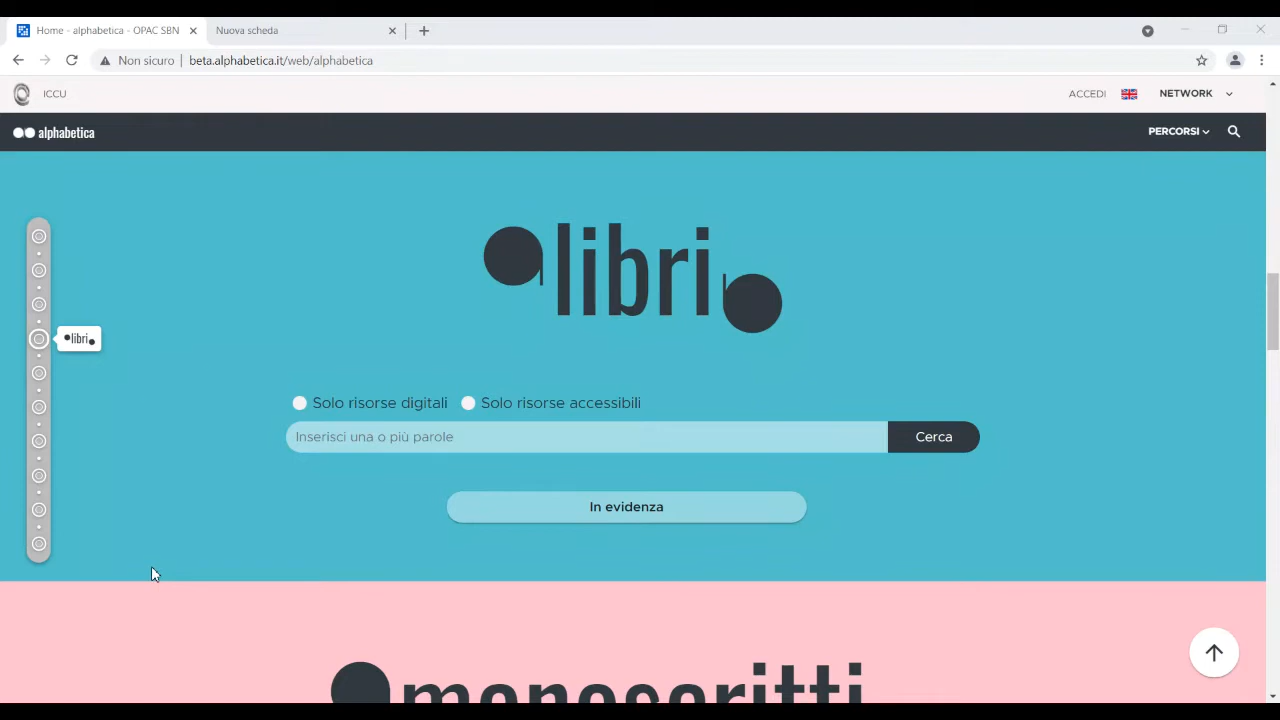 Home - alphabetica - OPAC SBN
Nuova scheda
Non sicuro
beta.alphabetica.it/web/alphabetica
ICCU
ACCEDI
NETWORK
alphabetica
PERCORSI
libri
libri
Solo risorse digitali
Solo risorse accessibili
Inserisci una o più parole
Cerca
In evidenza
manoscritti